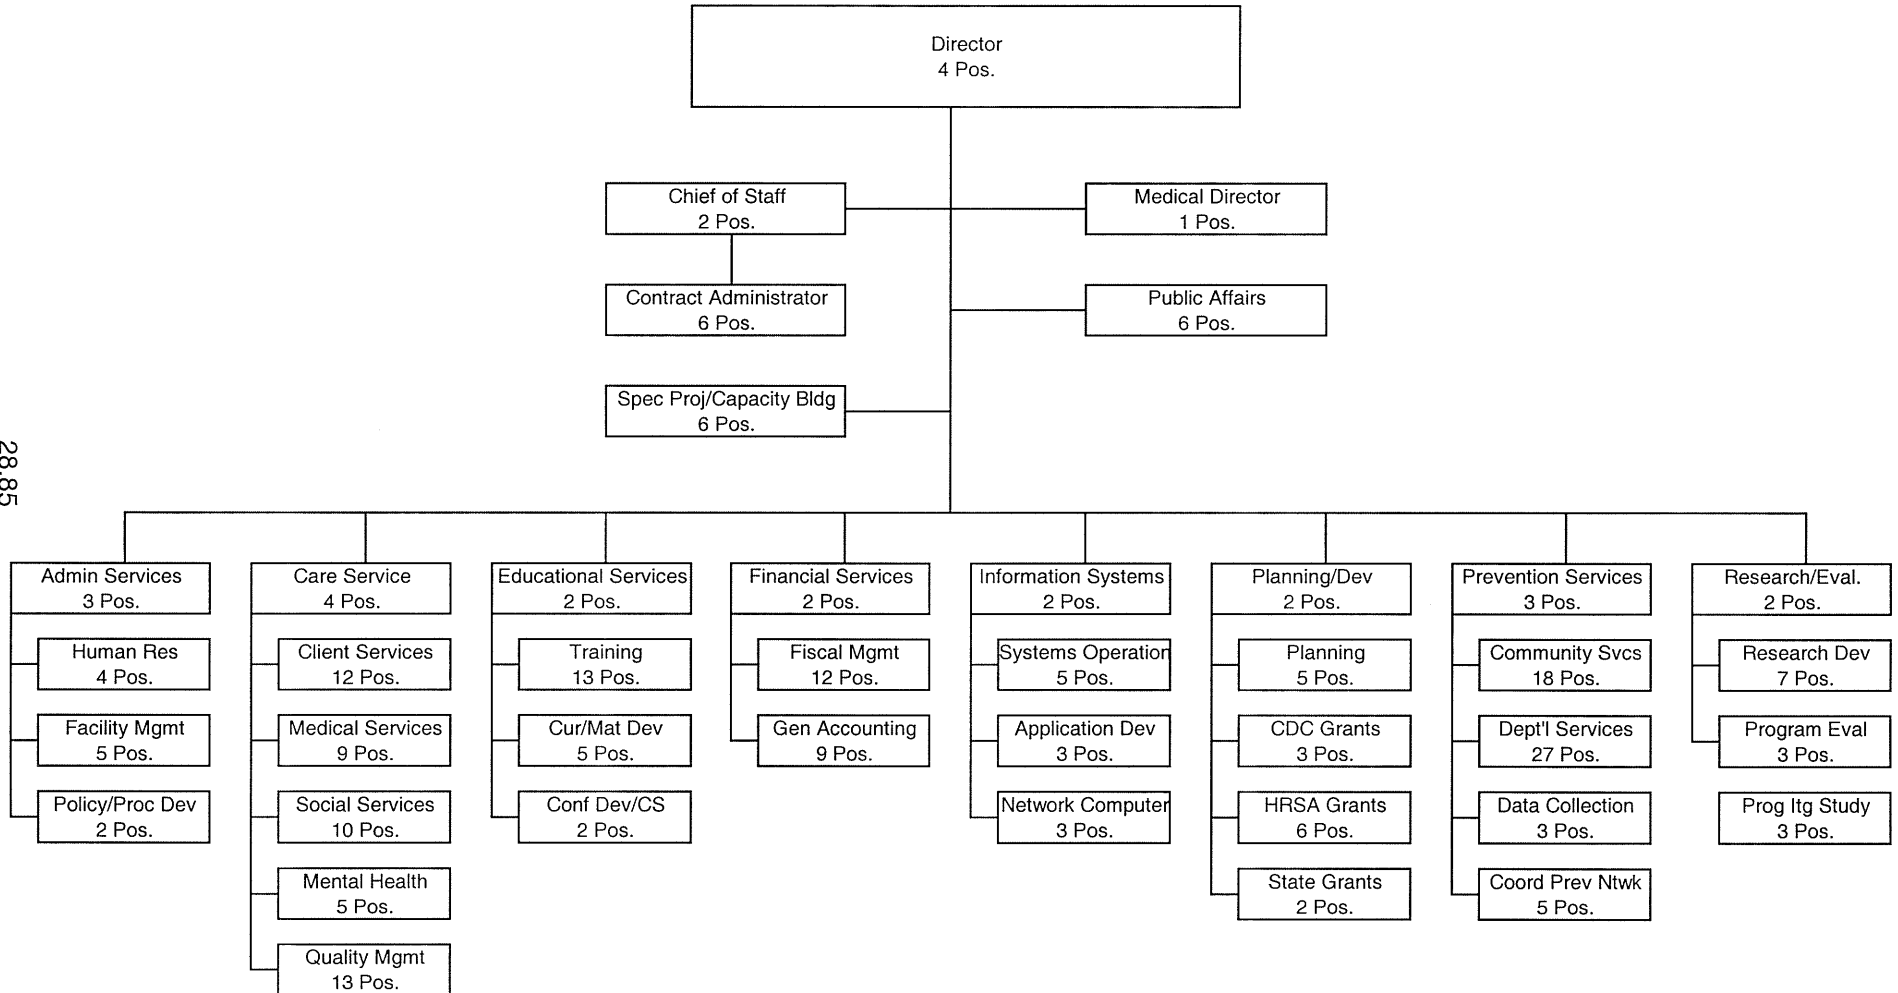 Director
4 Pos.
Chief of Staff
2 Pos.
Medical Director
1 Pos.
Contract Administrator
6 Pos.
Public Affairs
6 Pos.
Spec Proj/Capacity Bldg
6 Pos.
28.85
Admin Services
3 Pos.
Human Res
4 Pos.
Facility Mgmt
5 Pos.
Policy/Proc Dev
2 Pos.
Care Service
4 Pos.
Client Services
12 Pos.
Medical Services
9 Pos.
Social Services
10 Pos.
Mental Health
5 Pos.
Quality Mgmt
13 Pos.
Educational Services
2 Pos.
Training
13 Pos.
Cur/Mat Dev
5 Pos.
Conf Dev/CS
2 Pos.
Financial Services
2 Pos.
Fiscal Mgmt
12 Pos.
Gen Accounting
9 Pos.
Information Systems
2 Pos.
Systems Operation
5 Pos.
Application Dev
3 Pos.
Network Computer
3 Pos.
Planning/Dev
2 Pos.
Planning
5 Pos.
CDC Grants
3 Pos.
HRSA Grants
6 Pos.
State Grants
2 Pos.
Prevention Services
3 Pos.
Community Svcs
18 Pos.
Dept'l Services
27 Pos.
Data Collection
3 Pos.
Coord Prev Ntwk
5 Pos.
Research/Eval.
2 Pos.
Research Dev
7 Pos.
Program Eval
3 Pos.
Prog Itg Study
3 Pos.